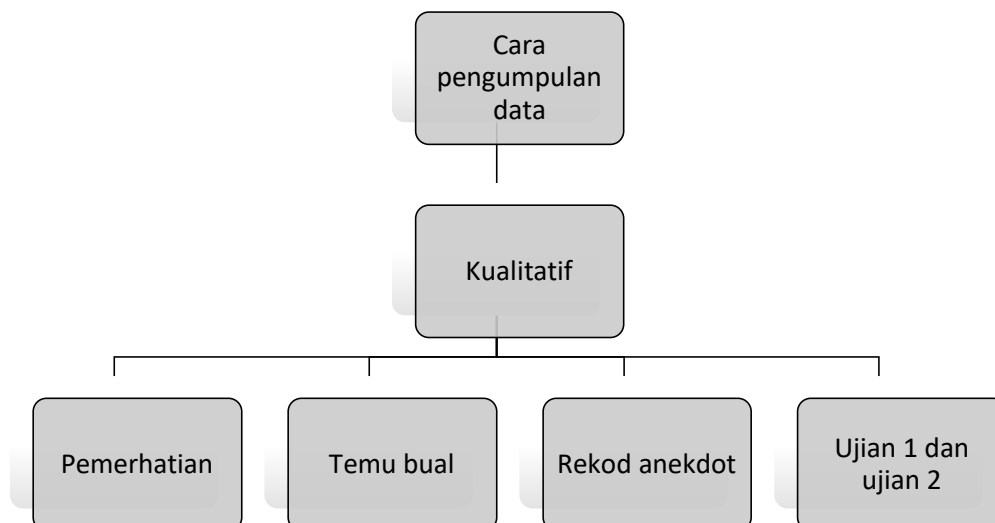 Cara
pengumpulan
data
Kualitatif
Pemerhatian
Temu bual
Rekod anekdot
Ujian 1 dan
ujian 2